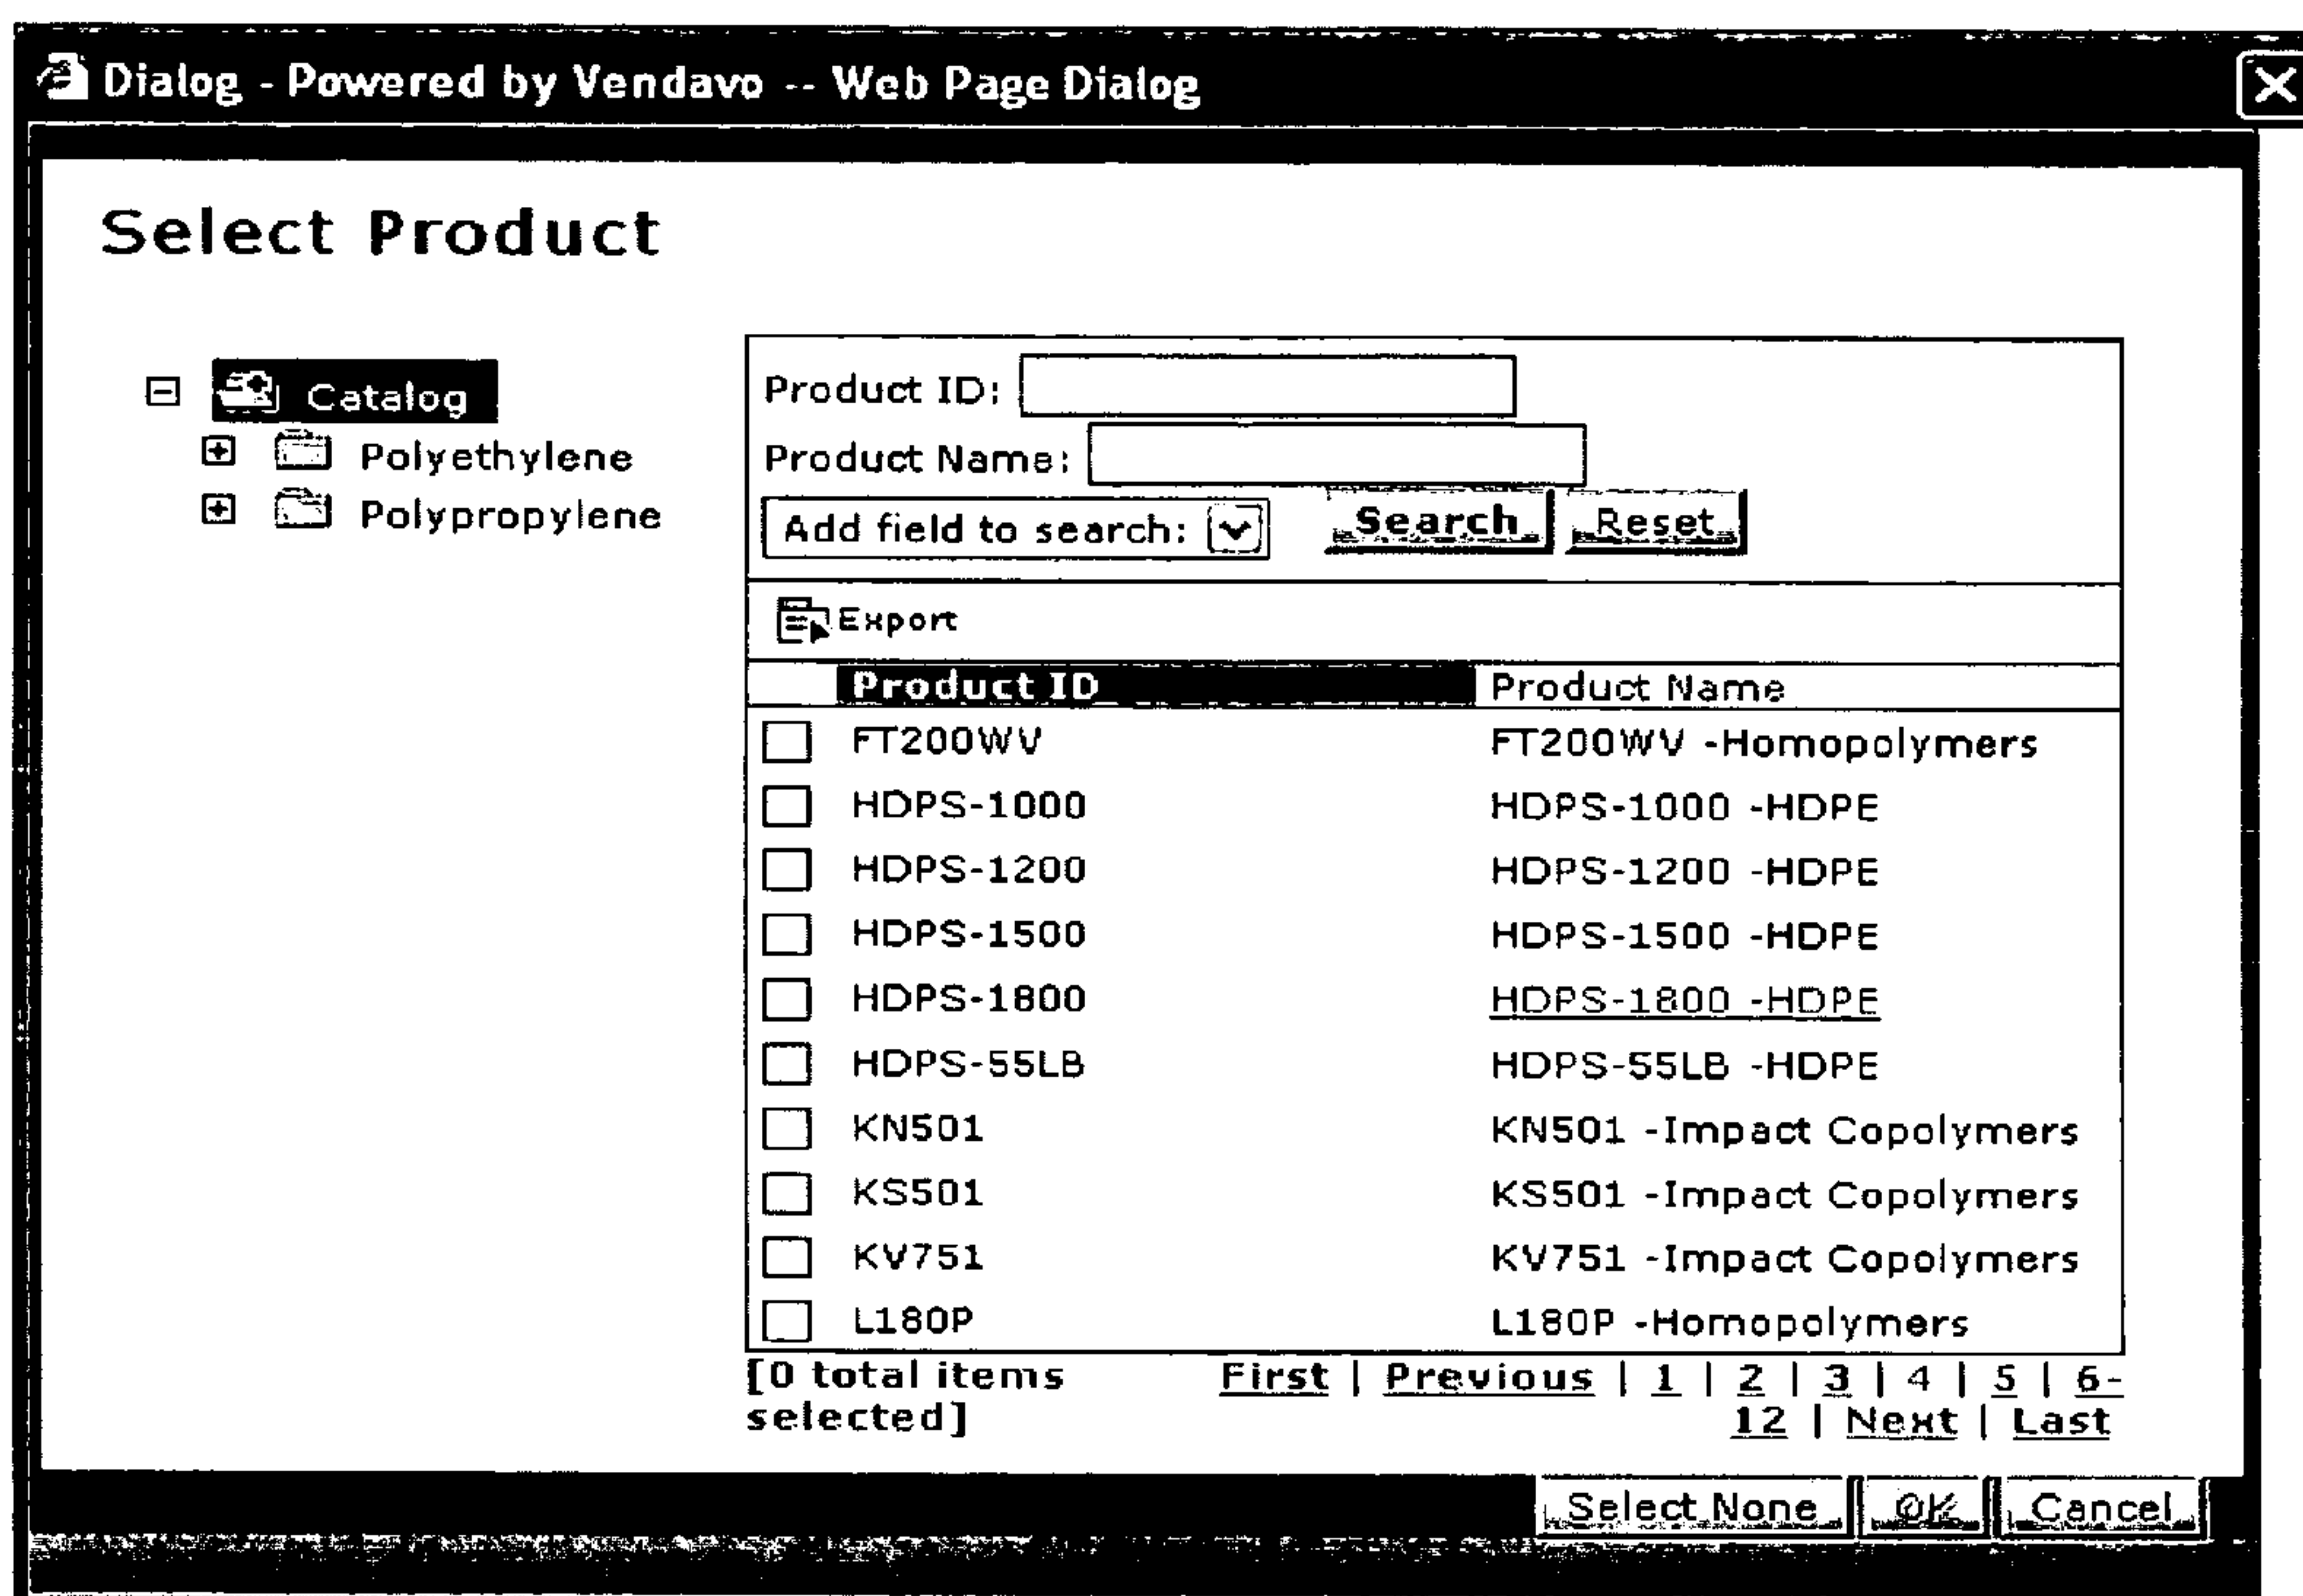 Dialog - Powered by Vendavo -- Web Page Dialog
Select Product
Catalog
Polyethylene
Polypropylene
Product ID:
Product Name:
Add field to search:
Search Reset
Export
Product ID Product Name
FT200WV FT200WV -Homopolymers
HDPS-1000 HDPS-1000 -HDPE
HDPS-1200 HDPS-1200 -HDPE
HDPS-1500 HDPS-1500 -HDPE
HDPS-1800 HDPS-1800 -HDPE
HDPS-55LB HDPS-55LB -HDPE
KN501 KN501 -Impact Copolymers
KS501 KS501 -Impact Copolymers
KV751 KV751 -Impact Copolymers
L180P L180P -Homopolymers
[0 total items First | Previous | 1 | 2 | 3 | 4 | 5 | 6-
selected] 12 | Next | Last
Select None OK Cancel